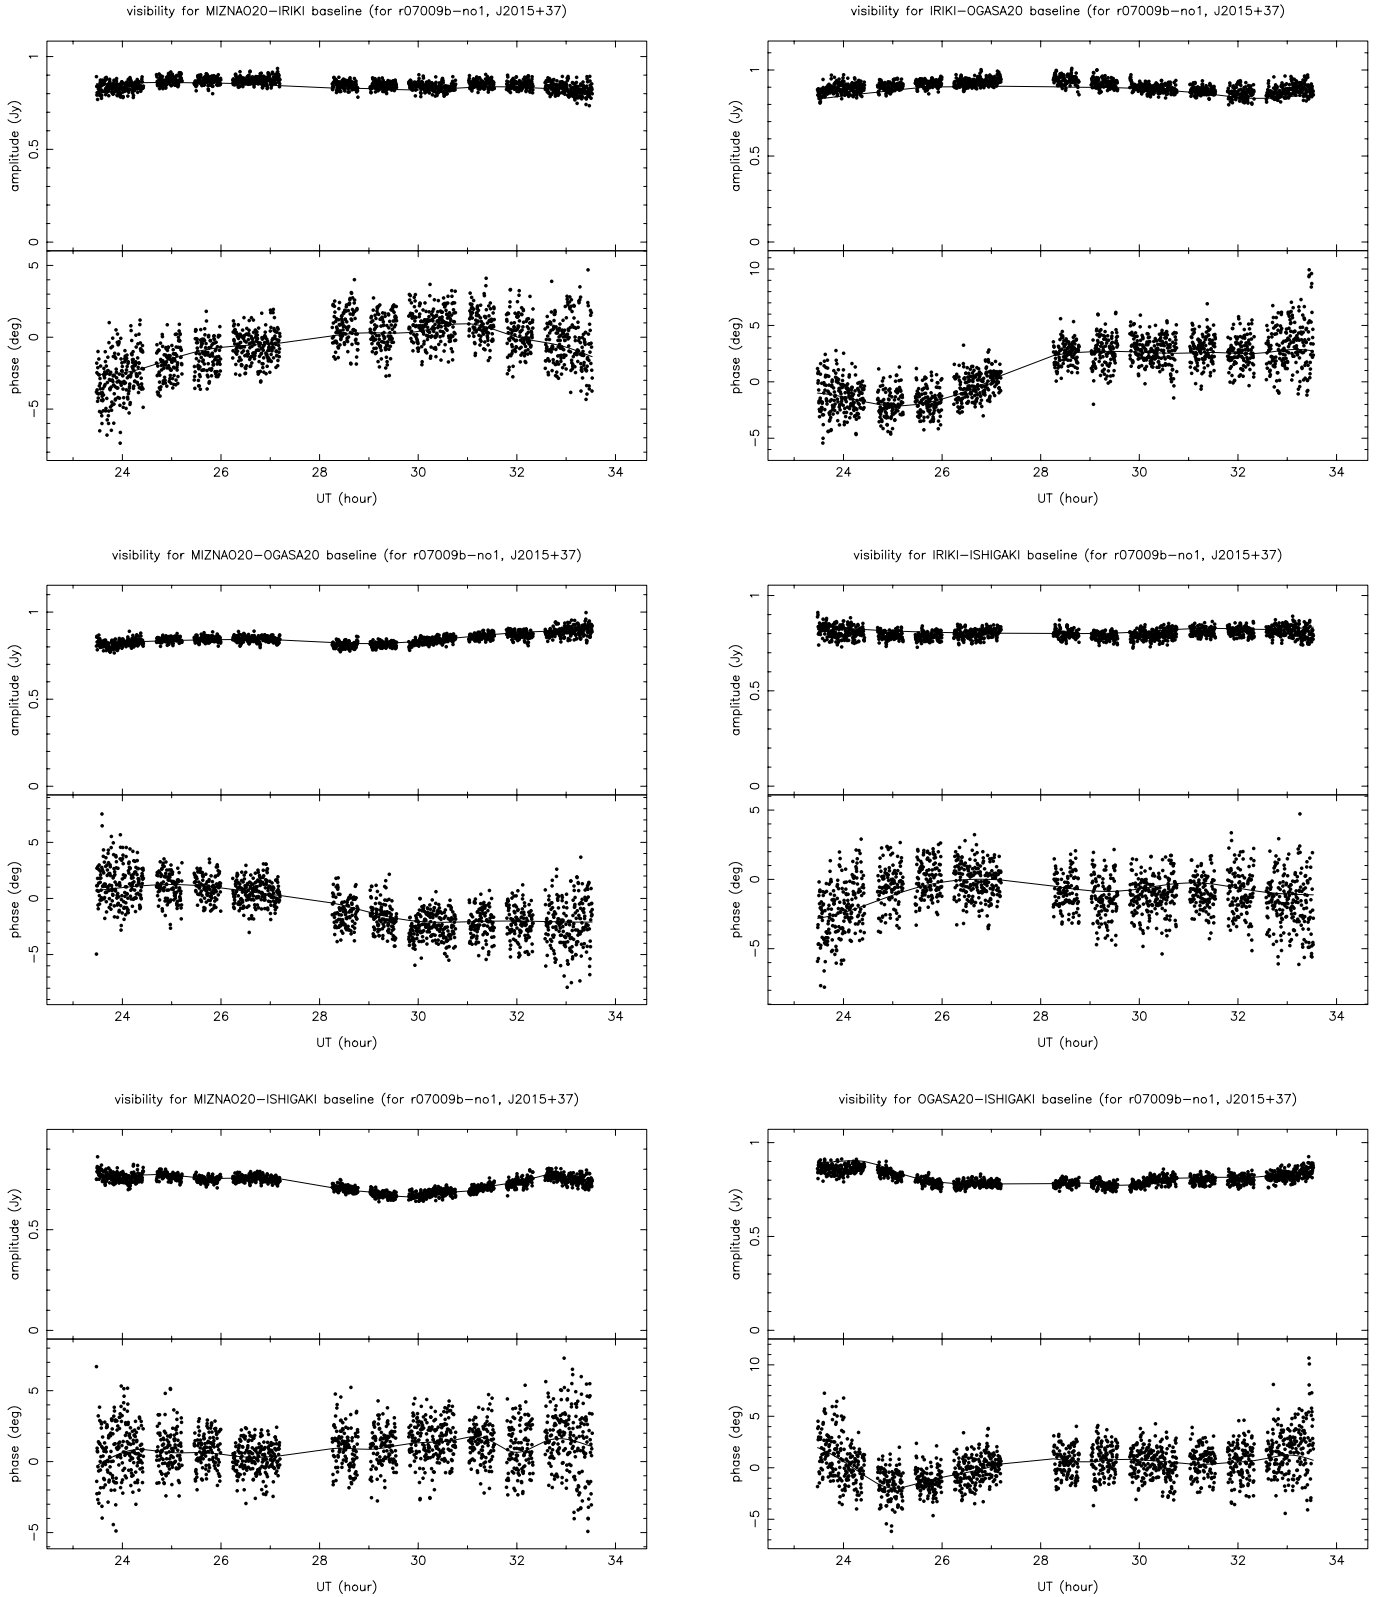 visibility for MIZNAO20−IRIKI baseline (for r07009b−no1, J2015+37)
amplitude (Jy)
1
0.5
0
phase (deg)
5
0
−5
24 26 28 30 32 34
UT (hour)
visibility for IRIKI−OGASA20 baseline (for r07009b−no1, J2015+37)
amplitude (Jy)
1
0.5
0
phase (deg)
10
5
0
−5
24 26 28 30 32 34
UT (hour)
visibility for MIZNAO20−OGASA20 baseline (for r07009b−no1, J2015+37)
amplitude (Jy)
1
0.5
0
phase (deg)
5
0
−5
24 26 28 30 32 34
UT (hour)
visibility for IRIKI−ISHIGAKI baseline (for r07009b−no1, J2015+37)
amplitude (Jy)
1
0.5
0
phase (deg)
5
0
−5
24 26 28 30 32 34
UT (hour)
visibility for MIZNAO20−ISHIGAKI baseline (for r07009b−no1, J2015+37)
amplitude (Jy)
0.5
0
phase (deg)
5
0
−5
24 26 28 30 32 34
UT (hour)
visibility for OGASA20−ISHIGAKI baseline (for r07009b−no1, J2015+37)
amplitude (Jy)
1
0.5
0
phase (deg)
10
5
0
−5
24 26 28 30 32 34
UT (hour)